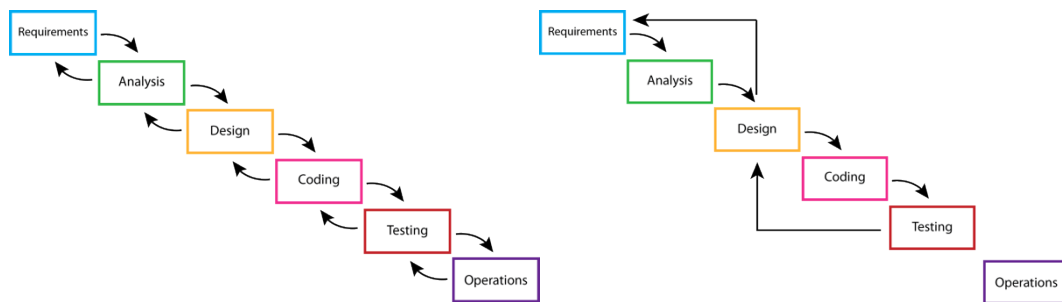 Requirements
Analysis
Design
Coding
Testing
Operations
Requirements
Analysis
Design
Coding
Testing
Operations